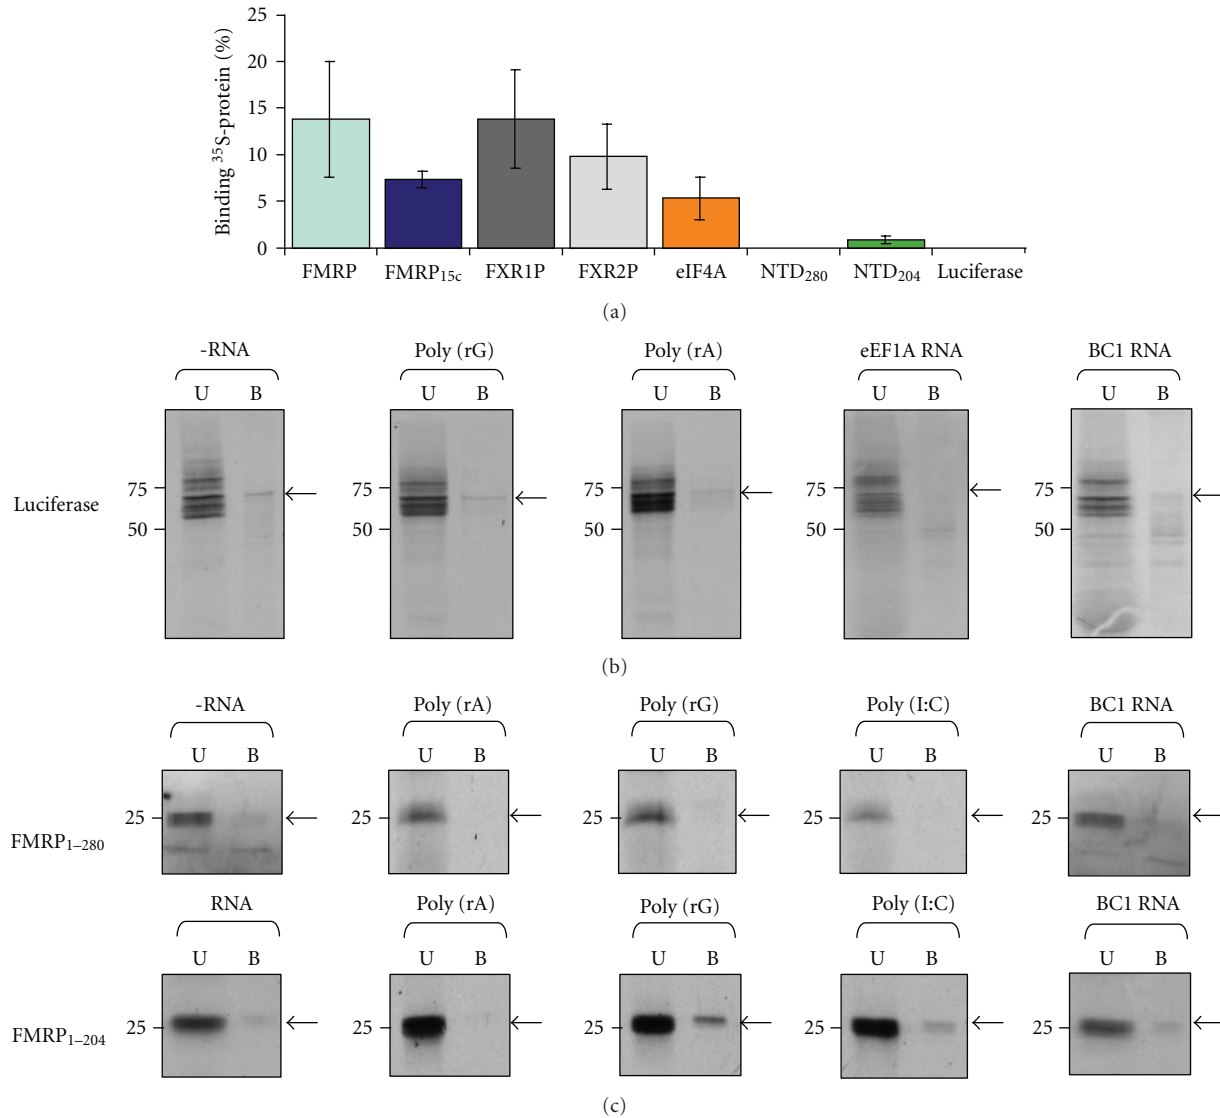 25
20
15
10
5
0
Binding ³⁵S-protein (%)
FMRP FMRP₁₅c FXR1P FXR2P eIF4A NTD₂₈₀ NTD₂₀₄ Luciferase
(a)
-RNA Poly (rG) Poly (rA) eEF1A RNA BC1 RNA
U B U B U B U B U B
75 75 75 75 75
Luciferase
50 50 50 50 50
(b)
-RNA Poly (rA) Poly (rG) Poly (I:C) BC1 RNA
U B U B U B U B U B
25 25 25 25 25
FMRP₁₋₂₈₀
RNA Poly (rA) Poly (rG) Poly (I:C) BC1 RNA
U B U B U B U B U B
25 25 25 25 25
FMRP₁₋₂₀₄
(c)